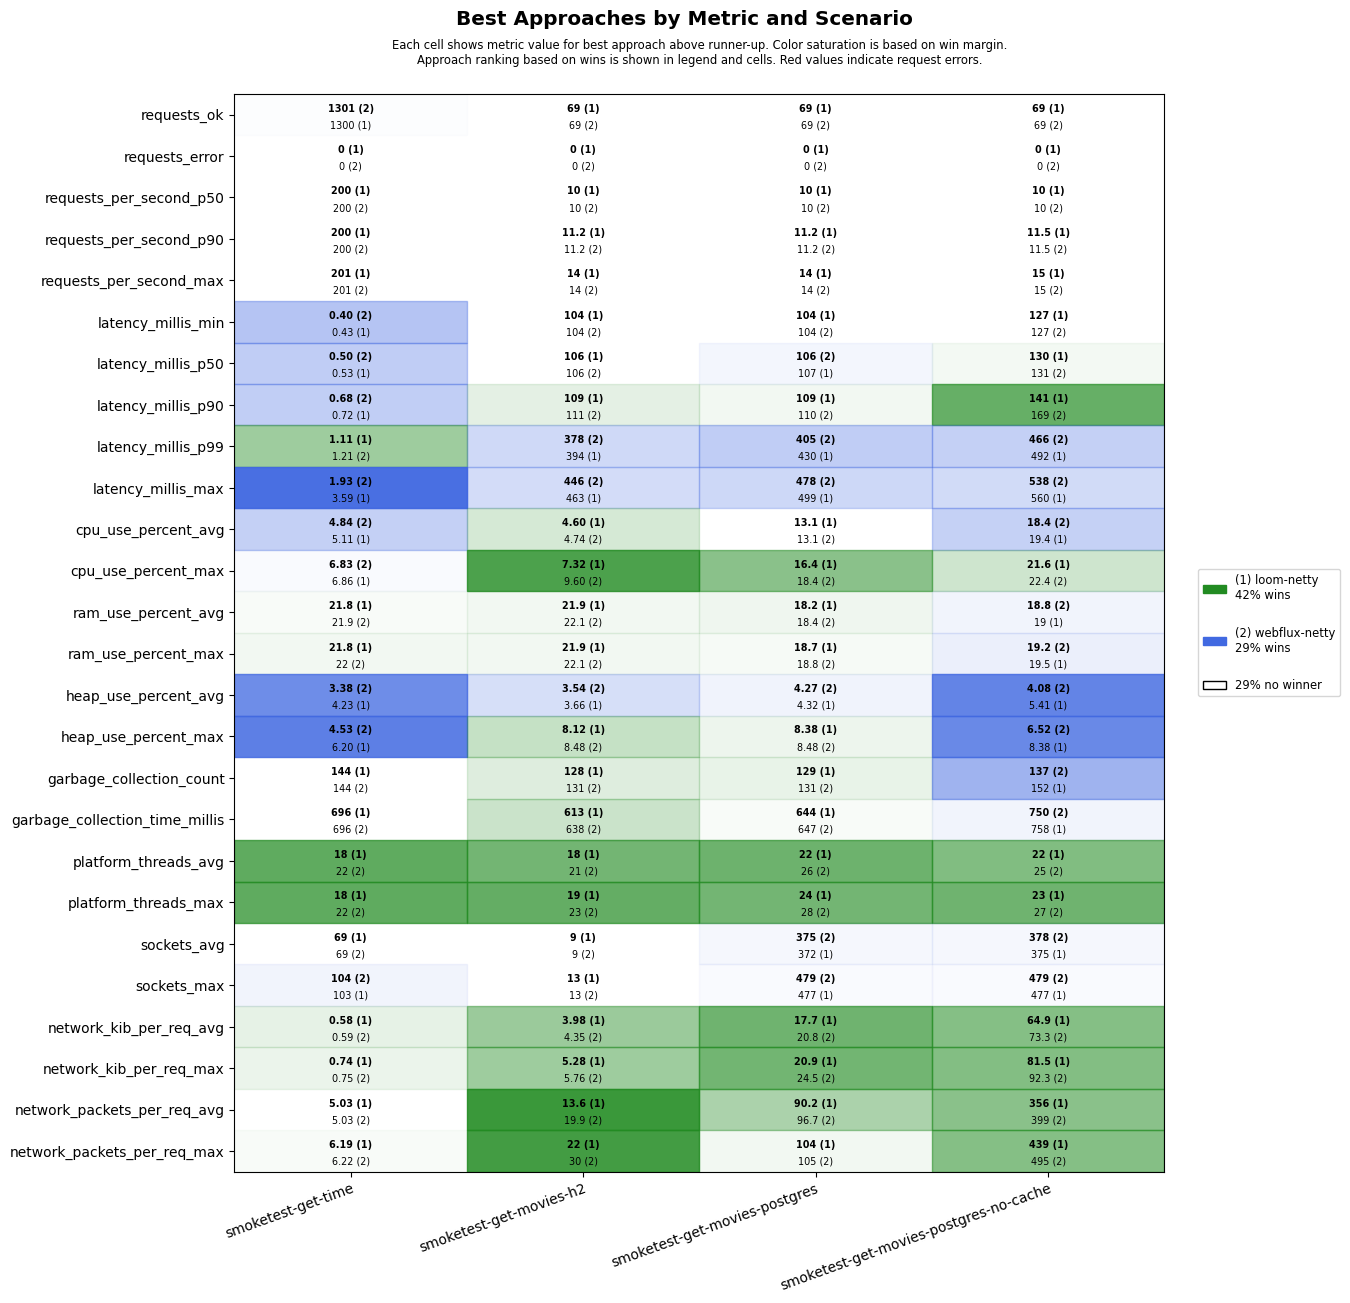 Best Approaches by Metric and Scenario
Each cell shows metric value for best approach above runner-up. Color saturation is based on win margin.
Approach ranking based on wins is shown in legend and cells. Red values indicate request errors.
requests_ok
1301 (2) 69 (1) 69 (1) 69 (1)
1300 (1) 69 (2) 69 (2) 69 (2)
requests_error
0 (1) 0 (1) 0 (1) 0 (1)
0 (2) 0 (2) 0 (2) 0 (2)
requests_per_second_p50
200 (1) 10 (1) 10 (1) 10 (1)
200 (2) 10 (2) 10 (2) 10 (2)
requests_per_second_p90
200 (1) 11.2 (1) 11.2 (1) 11.5 (1)
200 (2) 11.2 (2) 11.2 (2) 11.5 (2)
requests_per_second_max
201 (1) 14 (1) 14 (1) 15 (1)
201 (2) 14 (2) 14 (2) 15 (2)
latency_millis_min
0.40 (2) 104 (1) 104 (1) 127 (1)
0.43 (1) 104 (2) 104 (2) 127 (2)
latency_millis_p50
0.50 (2) 106 (1) 106 (2) 130 (1)
0.53 (1) 106 (2) 107 (1) 131 (2)
latency_millis_p90
0.68 (2) 109 (1) 109 (1) 141 (1)
0.72 (1) 111 (2) 110 (2) 169 (2)
latency_millis_p99
1.11 (1) 378 (2) 405 (2) 466 (2)
1.21 (2) 394 (1) 430 (1) 492 (1)
latency_millis_max
1.93 (2) 446 (2) 478 (2) 538 (2)
3.59 (1) 463 (1) 499 (1) 560 (1)
cpu_use_percent_avg
4.84 (2) 4.60 (1) 13.1 (1) 18.4 (2)
5.11 (1) 4.74 (2) 13.1 (2) 19.4 (1)
cpu_use_percent_max
6.83 (2) 7.32 (1) 16.4 (1) 21.6 (1)
6.86 (1) 9.60 (2) 18.4 (2) 22.4 (2)
ram_use_percent_avg
21.8 (1) 21.9 (1) 18.2 (1) 18.8 (2)
21.9 (2) 22.1 (2) 18.4 (2) 19 (1)
ram_use_percent_max
21.8 (1) 21.9 (1) 18.7 (1) 19.2 (2)
22 (2) 22.1 (2) 18.8 (2) 19.5 (1)
heap_use_percent_avg
3.38 (2) 3.54 (2) 4.27 (2) 4.08 (2)
4.23 (1) 3.66 (1) 4.32 (1) 5.41 (1)
heap_use_percent_max
4.53 (2) 8.12 (1) 8.38 (1) 6.52 (2)
6.20 (1) 8.48 (2) 8.48 (2) 8.38 (1)
garbage_collection_count
144 (1) 128 (1) 129 (1) 137 (2)
144 (2) 131 (2) 131 (2) 152 (1)
garbage_collection_time_millis
696 (1) 613 (1) 644 (1) 750 (2)
696 (2) 638 (2) 647 (2) 758 (1)
platform_threads_avg
18 (1) 18 (1) 22 (1) 22 (1)
22 (2) 21 (2) 26 (2) 25 (2)
platform_threads_max
18 (1) 19 (1) 24 (1) 23 (1)
22 (2) 23 (2) 28 (2) 27 (2)
sockets_avg
69 (1) 9 (1) 375 (2) 378 (2)
69 (2) 9 (2) 372 (1) 375 (1)
sockets_max
104 (2) 13 (1) 479 (2) 479 (2)
103 (1) 13 (2) 477 (1) 477 (1)
network_kib_per_req_avg
0.58 (1) 3.98 (1) 17.7 (1) 64.9 (1)
0.59 (2) 4.35 (2) 20.8 (2) 73.3 (2)
network_kib_per_req_max
0.74 (1) 5.28 (1) 20.9 (1) 81.5 (1)
0.75 (2) 5.76 (2) 24.5 (2) 92.3 (2)
network_packets_per_req_avg
5.03 (1) 13.6 (1) 90.2 (1) 356 (1)
5.03 (2) 19.9 (2) 96.7 (2) 399 (2)
network_packets_per_req_max
6.19 (1) 22 (1) 104 (1) 439 (1)
6.22 (2) 30 (2) 105 (2) 495 (2)
smoketest-get-time
smoketest-get-movies-h2
smoketest-get-movies-postgres
smoketest-get-movies-postgres-no-cache
(1) loom-netty
42% wins
(2) webflux-netty
29% wins
29% no winner